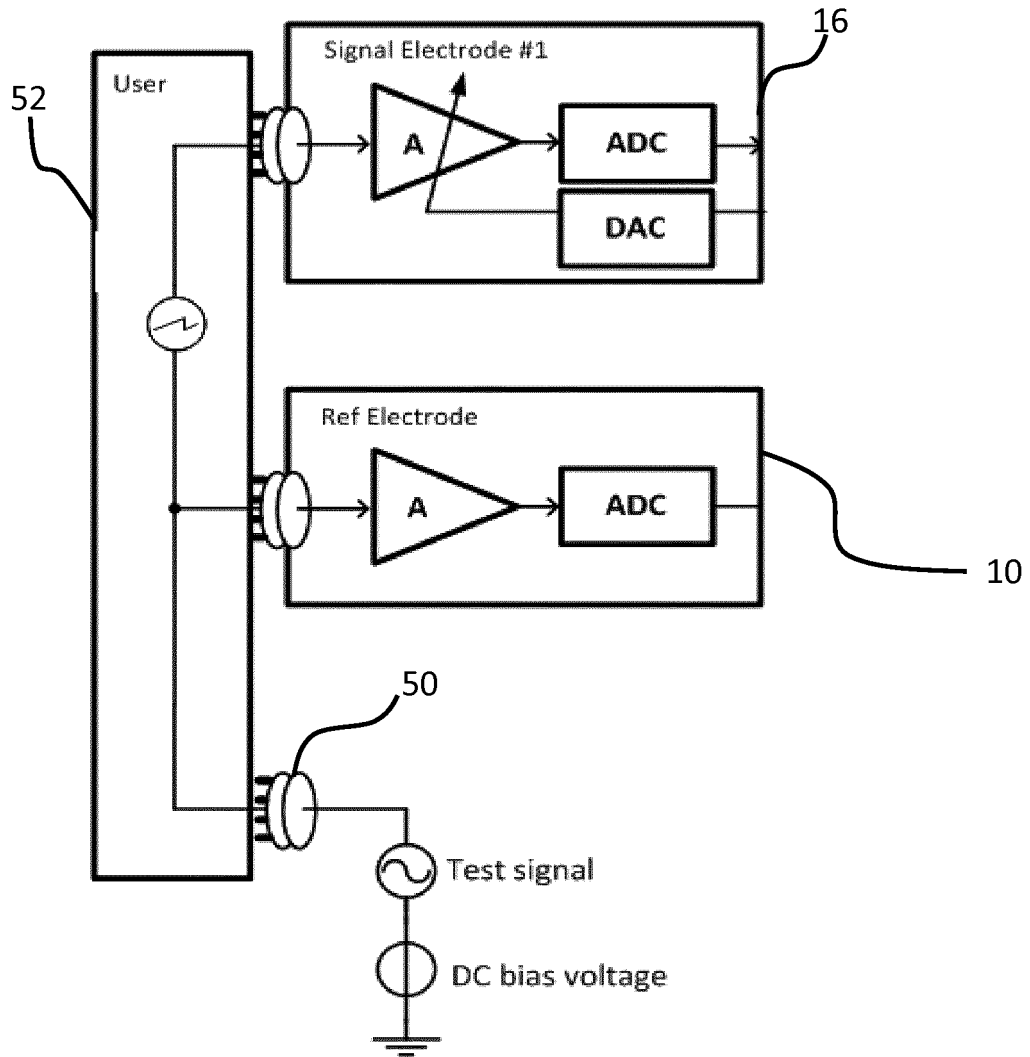 16
Signal Electrode #1
User
52
A
ADC
DAC
Ref Electrode
A
ADC
10
50
Test signal
DC bias voltage